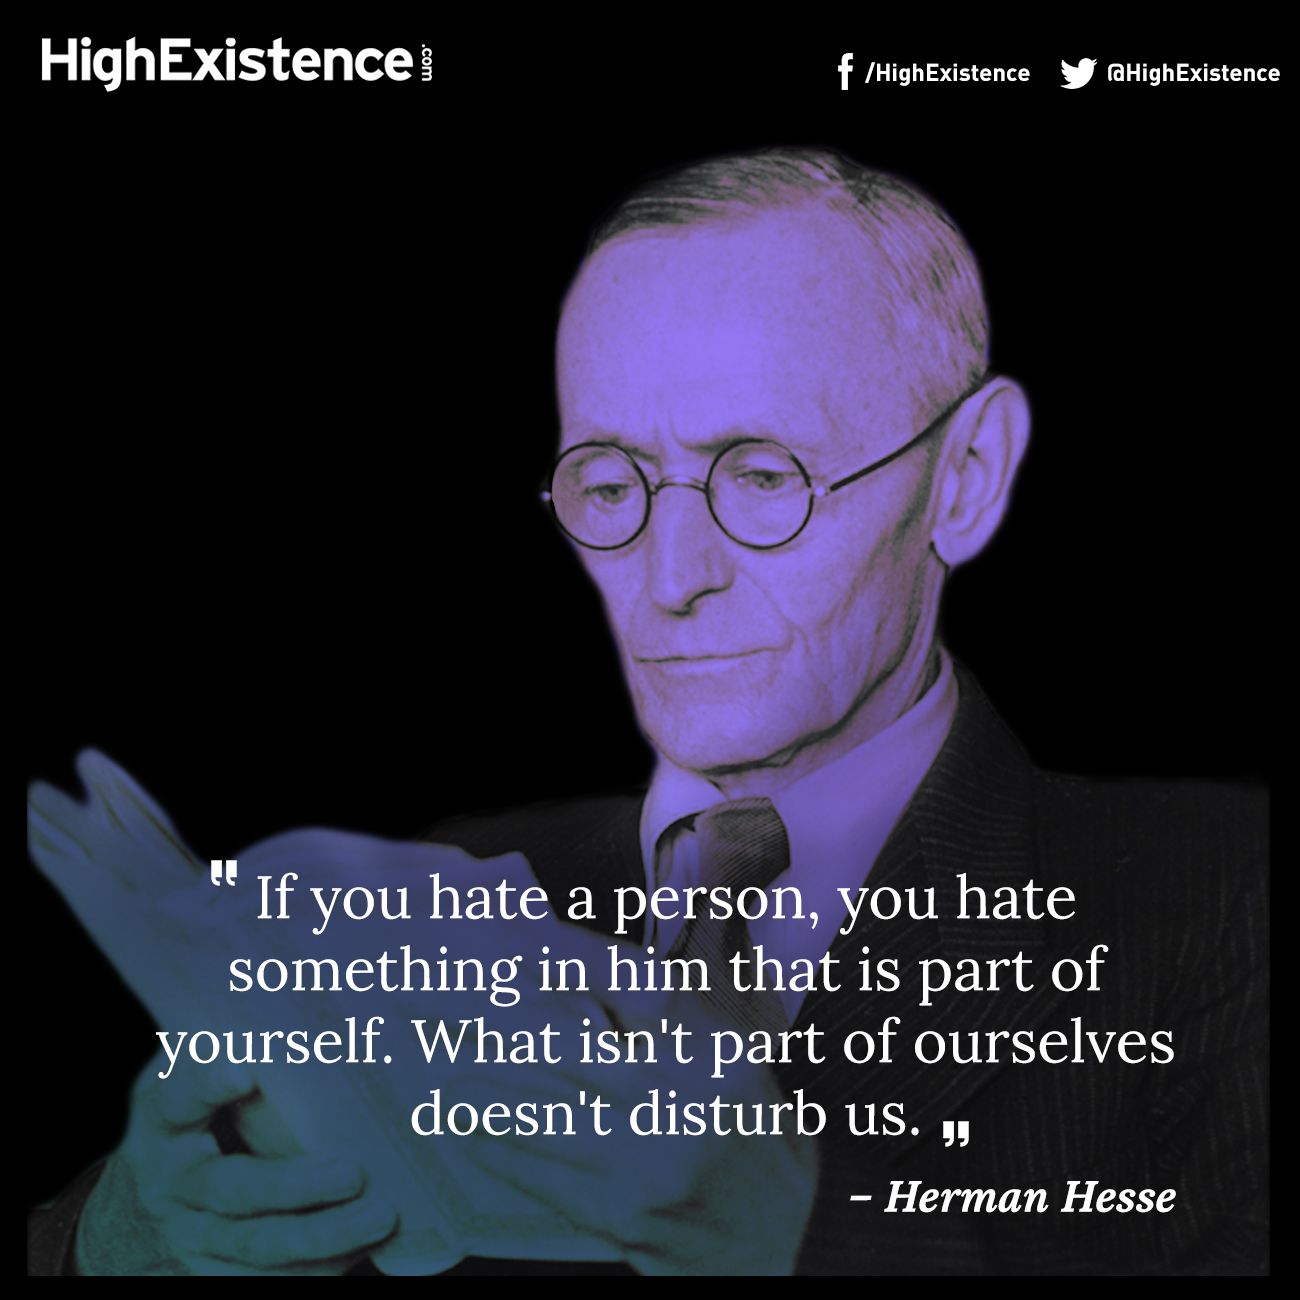 HighExistence.com
/HighExistence @HighExistence
" If you hate a person, you hate
something in him that is part of
yourself. What isn't part of ourselves
doesn't disturb us. "
– Herman Hesse